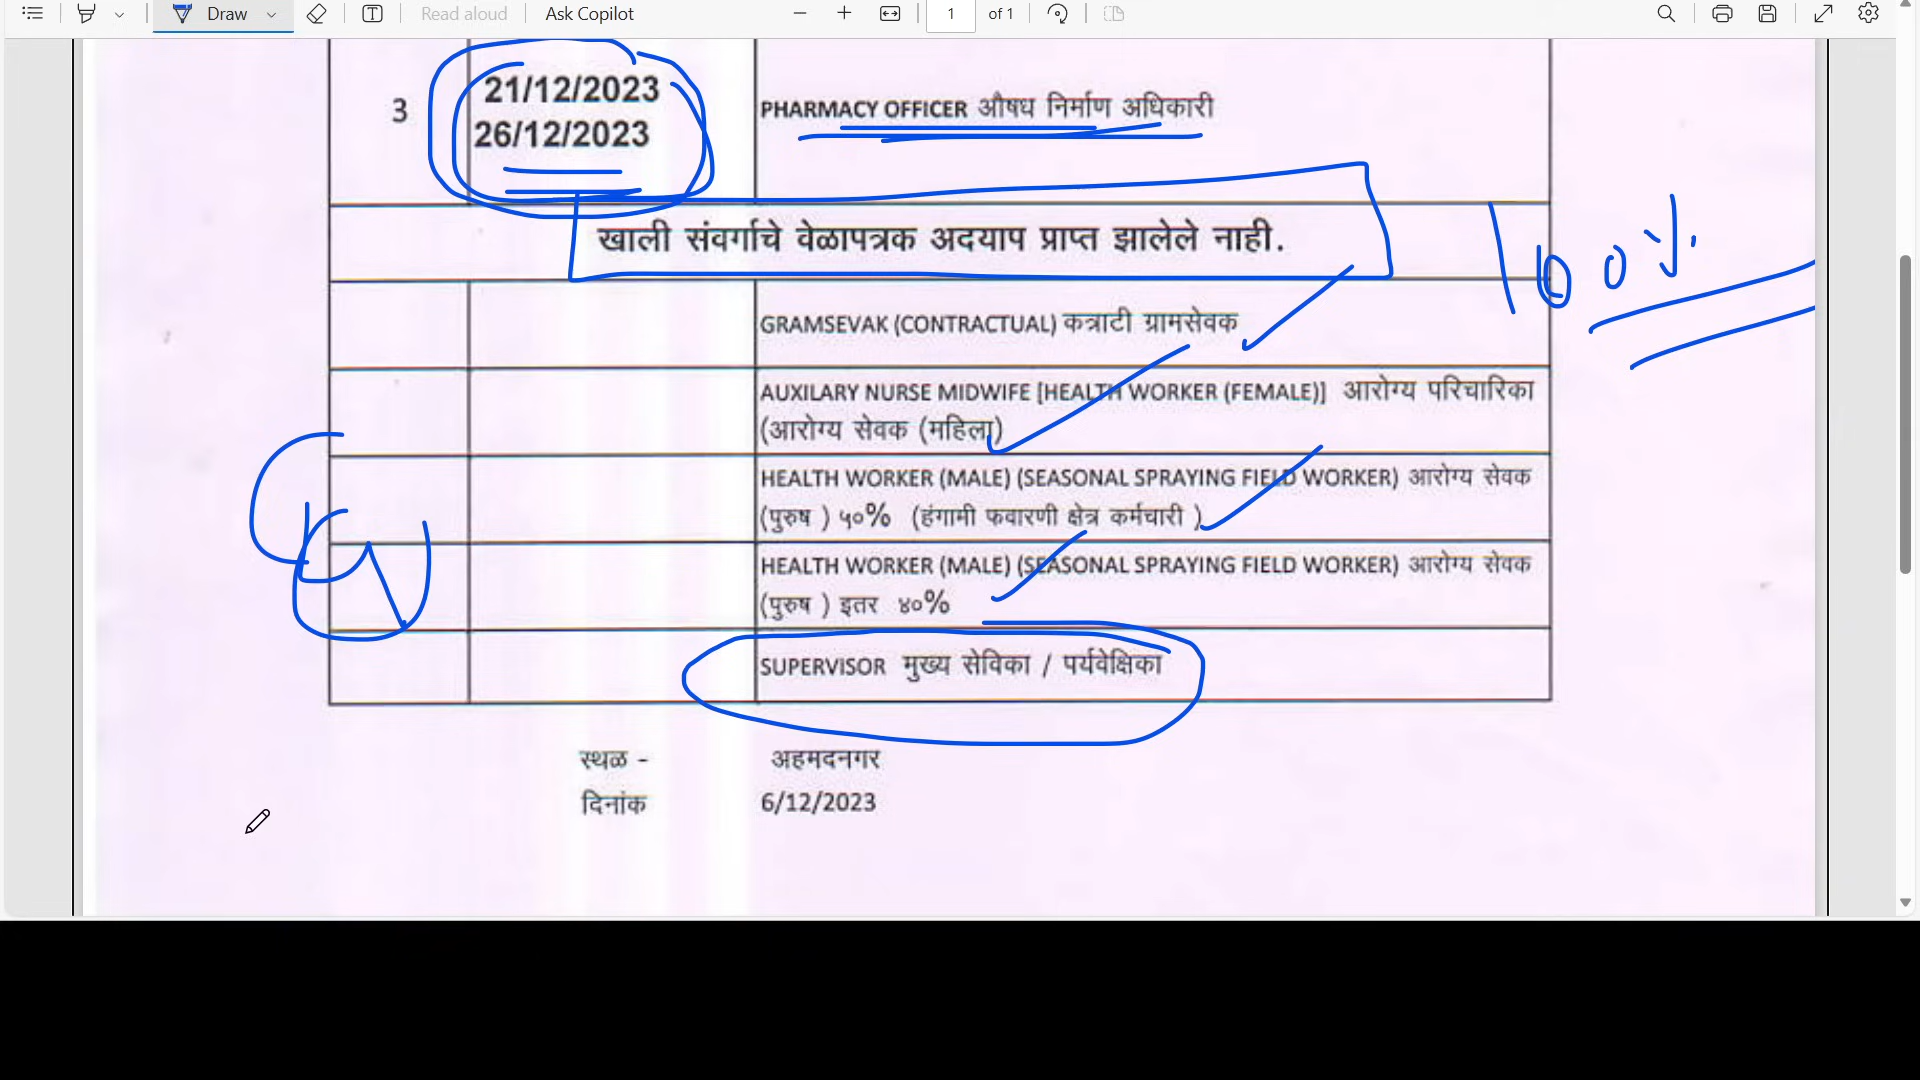 Draw Read aloud Ask Copilot 1 of 1
21/12/2023
3 PHARMACY OFFICER औषध निर्माण अधिकारी
26/12/2023
खाली संवर्गाचे वेळापत्रक अदयाप प्राप्त झालेले नाही.
100%
GRAMSEVAK (CONTRACTUAL) कत्राटी ग्रामसेवक
AUXILARY NURSE MIDWIFE [HEALTH WORKER (FEMALE)] आरोग्य परिचारिका
(आरोग्य सेवक (महिला)
HEALTH WORKER (MALE) (SEASONAL SPRAYING FIELD WORKER) आरोग्य सेवक
(पुरुष ) ५०% (हंगामी फवारणी क्षेत्र कर्मचारी )
HEALTH WORKER (MALE) (SEASONAL SPRAYING FIELD WORKER) आरोग्य सेवक
(पुरुष ) इतर ४०%
SUPERVISOR मुख्य सेविका / पर्यवेक्षिका
स्थळ - अहमदनगर
दिनांक 6/12/2023